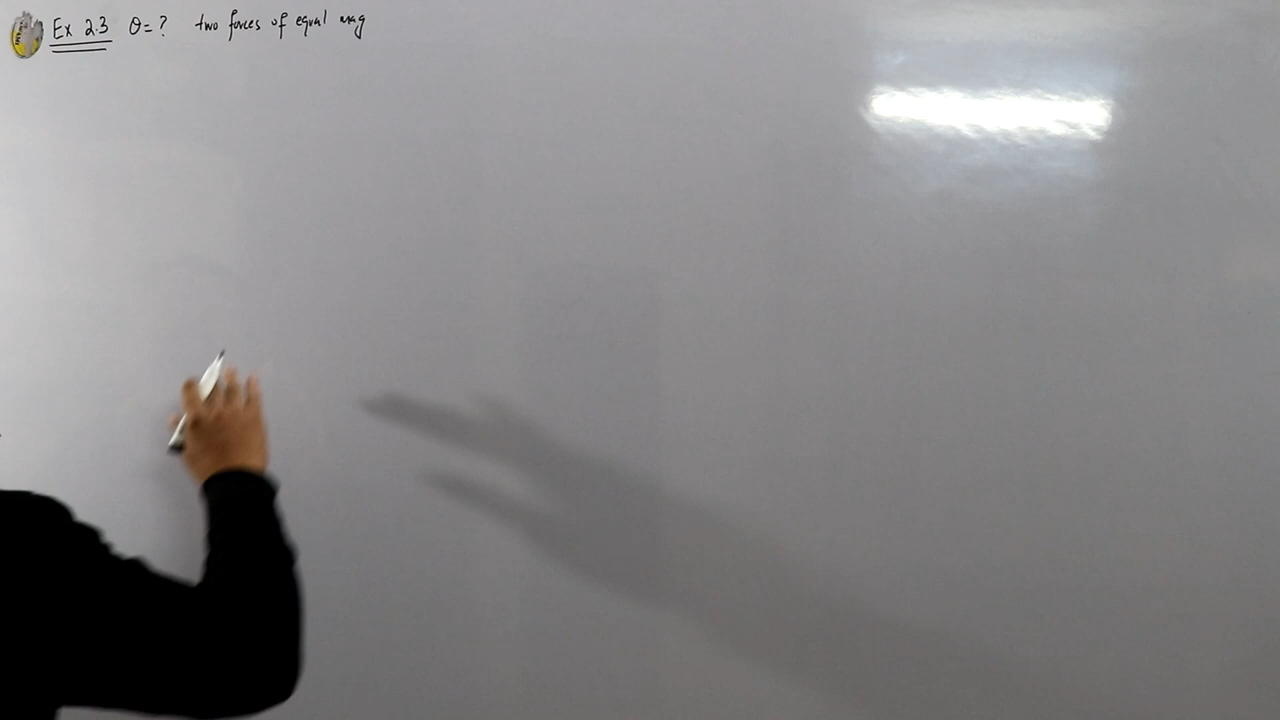 Ex 2.3 θ=? two forces of equal mag